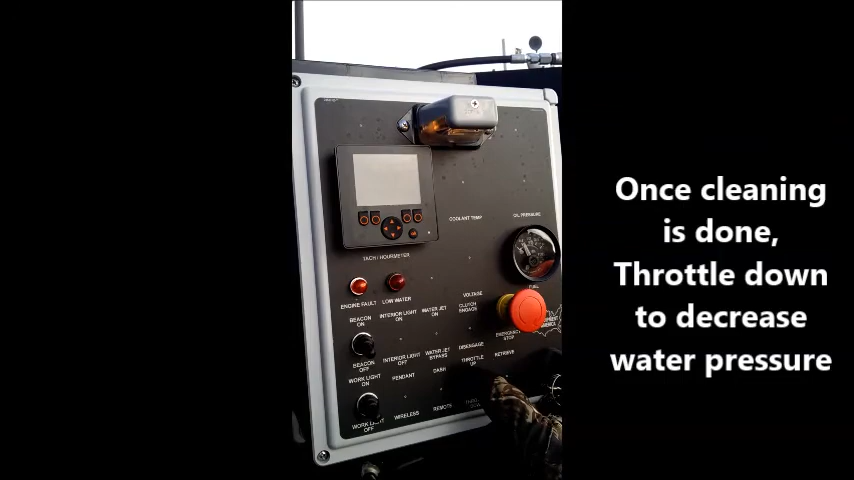 COOLANT TEMP
OIL PRESSURE
TACH / HOURMETER
FUEL
ENGINE FAULT
LOW WATER
VOLTAGE
BEACON
ON
INTERIOR LIGHT
ON
WATER JET
ON
CLUTCH
ENGAGE
EMERGENCY
STOP
BEACON
OFF
INTERIOR LIGHT
OFF
WATER JET
BYPASS
DISENGAGE
RETRIEVE
THROTTLE
UP
WORK LIGHT
ON
PENDANT
DASH
WORK LIGHT
OFF
WIRELESS
REMOTE
Once cleaning
is done,
Throttle down
to decrease
water pressure